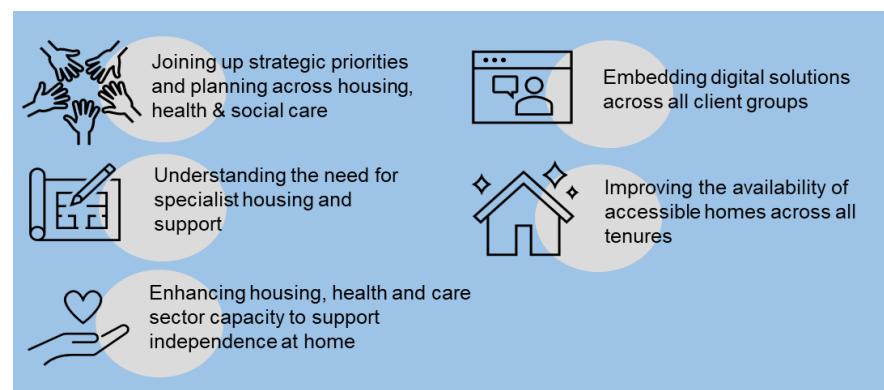 Joining up strategic priorities
and planning across housing,
health & social care
Understanding the need for
specialist housing and
support
Enhancing housing, health and care
sector capacity to support
independence at home
Embedding digital solutions
across all client groups
Improving the availability of
accessible homes across all
tenures